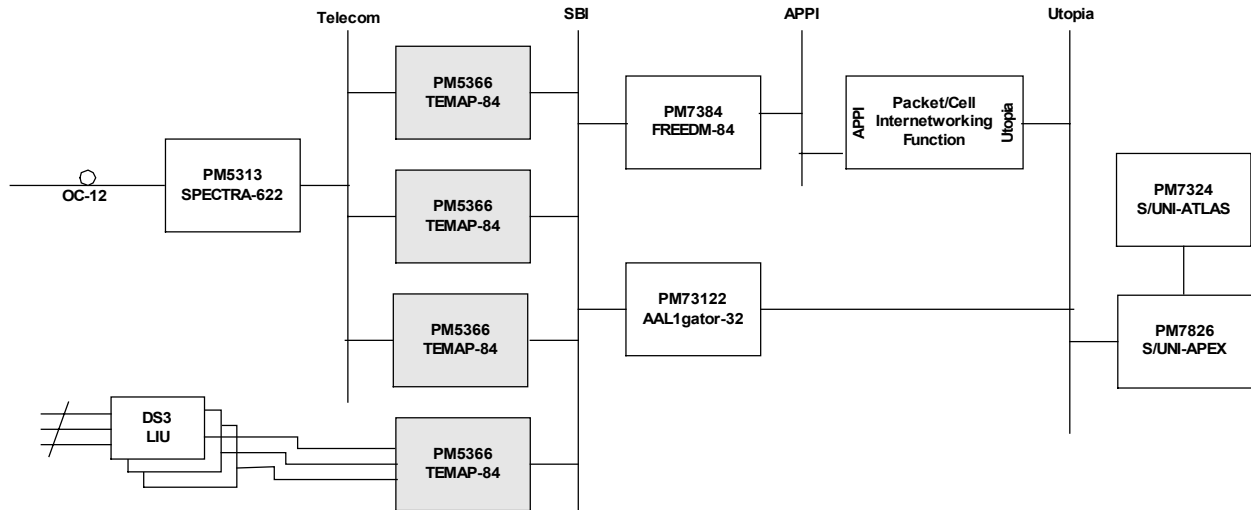 Telecom
SBI
APPI
Utopia
PM5366
TEMAP-84
PM7384
FREEDM-84
APPI
Packet/Cell
Internetworking
Function
Utopia
PM5313
SPECTRA-622
OC-12
PM5366
TEMAP-84
PM7324
S/UNI-ATLAS
PM73122
AAL1gator-32
PM5366
TEMAP-84
PM7826
S/UNI-APEX
DS3
LIU
PM5366
TEMAP-84